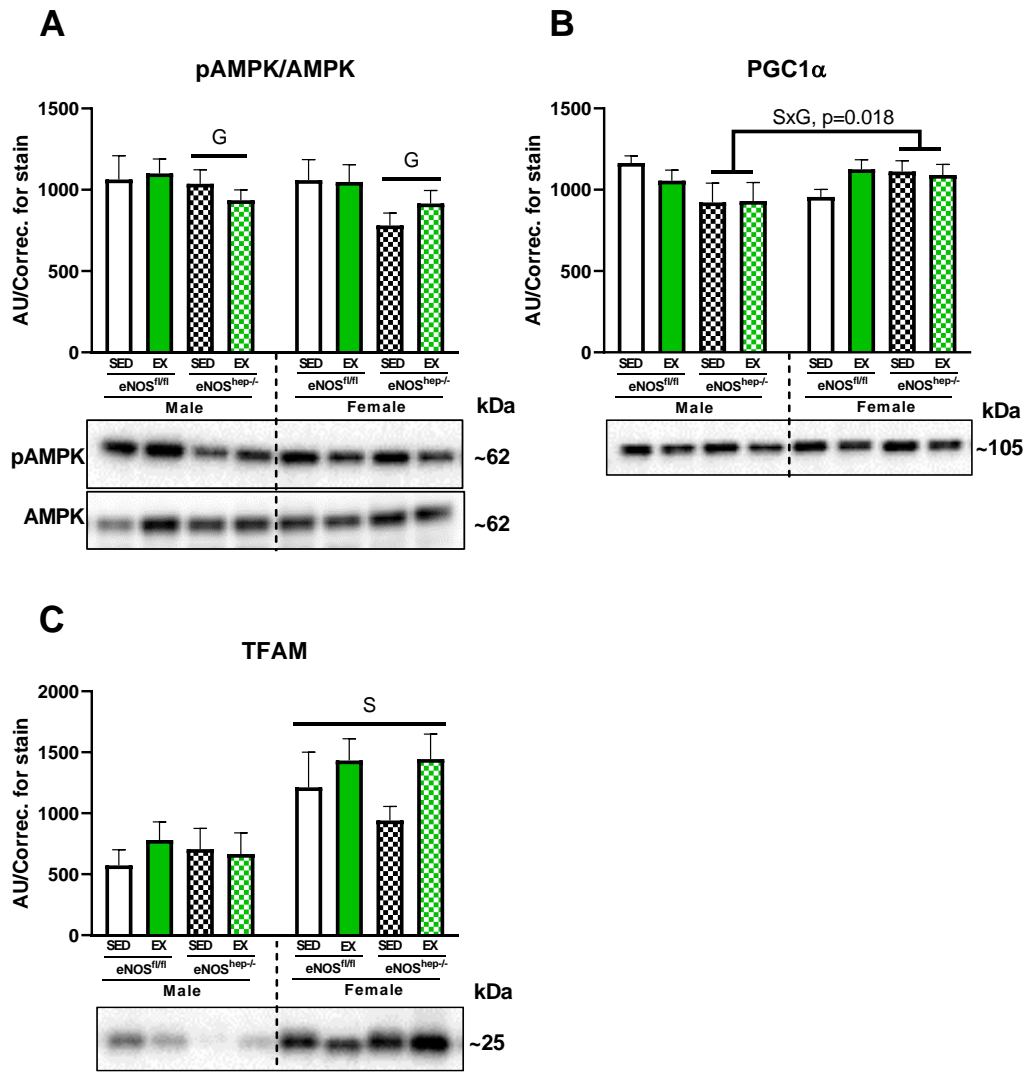 A
pAMPK/AMPK
AU/Correc. for stain
1500
1000
500
0
G
G
SED EX SED EX SED EX SED EX
eNOSfl/fl eNOShep-/- eNOSfl/fl eNOShep-/-
Male Female
kDa
pAMPK ~62
AMPK ~62
B
PGC1α
AU/Correc. for stain
1500
1000
500
0
SxG, p=0.018
SED EX SED EX SED EX SED EX
eNOSfl/fl eNOShep-/- eNOSfl/fl eNOShep-/-
Male Female
kDa
~105
C
TFAM
AU/Correc. for stain
2000
1500
1000
500
0
S
SED EX SED EX SED EX SED EX
eNOSfl/fl eNOShep-/- eNOSfl/fl eNOShep-/-
Male Female
kDa
~25